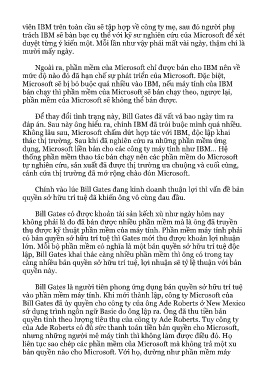 viên IBM trên toàn cầu sẽ tập hợp về công ty mẹ, sau đó người phụ
trách IBM sẽ bàn bạc cụ thể với kỹ sư nghiên cứu của Microsoft để xét
duyệt từng ý kiến một. Mỗi lần như vậy phải mất vài ngày, thậm chí là
mười mấy ngày.
Ngoài ra, phần mềm của Microsoft chỉ được bán cho IBM nên về
mức độ nào đó đã hạn chế sự phát triển của Microsoft. Đặc biệt,
Microsoft sẽ bị bó buộc quá nhiều vào IBM, nếu máy tính của IBM
bán chạy thì phần mềm của Microsoft sẽ bán chạy theo, ngược lại,
phần mềm của Microsoft sẽ không thể bán được.
Để thay đổi tình trạng này, Bill Gates đã vất vả bao ngày tìm ra
đáp án. Sau này ông hiểu ra, chính IBM đã trói buộc mình quá nhiều.
Không lâu sau, Microsoft chấm dứt hợp tác với IBM, độc lập khai
thác thị trường. Sau khi đã nghiên cứu ra những phần mềm ứng
dụng, Microsoft liền bán cho các công ty máy tính như IBM... Hệ
thống phần mềm thao tác bán chạy nên các phần mềm do Microsoft
tự nghiên cứu, sản xuất đã được thị trường ưa chuộng và cuối cùng,
cánh cửa thị trường đã mở rộng chào đón Microsoft.
Chính vào lúc Bill Gates đang kinh doanh thuận lợi thì vấn đề bản
quyền sở hữu trí tuệ đã khiến ông vô cùng đau đầu.
Bill Gates có được khoản tài sản kếch xù như ngày hôm nay
không phải là do đã bán được nhiều phần mềm mà là ông đã truyền
thụ được kỹ thuật phần mềm của máy tính. Phần mềm máy tính phải
có bản quyền sở hữu trí tuệ thì Gates mới thu được khoản lợi nhuận
lớn. Mỗi bộ phần mềm có nghĩa là một bản quyền sở hữu trí tuệ độc
lập, Bill Gates khai thác càng nhiều phần mềm thì ông có trong tay
càng nhiều bản quyền sở hữu trí tuệ, lợi nhuận sẽ tỷ lệ thuận với bản
quyền này.
Bill Gates là người tiên phong ứng dụng bản quyền sở hữu trí tuệ
vào phần mềm máy tính. Khi mới thành lập, công ty Microsoft của
Bill Gates đã ủy quyền cho công ty của ông Ade Roberts ở New Mexico
sử dụng trình ngôn ngữ Basic do ông lập ra. Ông đã thu tiền bản
quyền tính theo lượng tiêu thụ của công ty Ade Roberts. Tuy công ty
của Ade Roberts có đủ sức thanh toán tiền bản quyền cho Microsoft,
nhưng những người mê máy tính thì không làm được điều đó. Họ
liên tục sao chép các phần mềm của Microsoft mà không trả một xu
bản quyền nào cho Microsoft. Với họ, dường như phần mềm máy